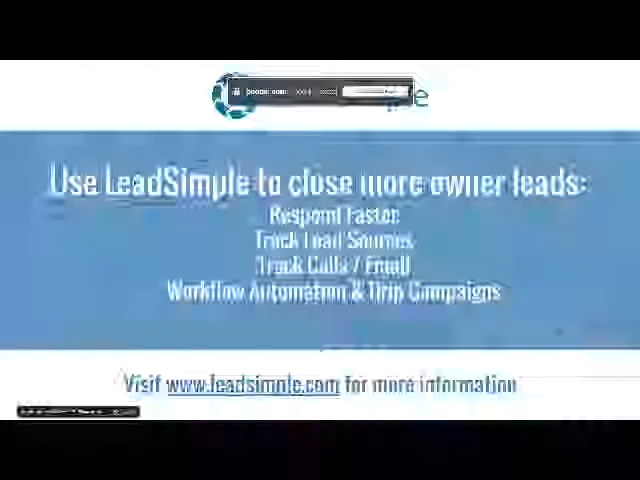 Use LeadSimple to close more owner leads:
Respond Faster
Track Lead Sources
Track Calls / Email
Workflow Automation & Drip Campaigns
Visit www.leadsimple.com for more information